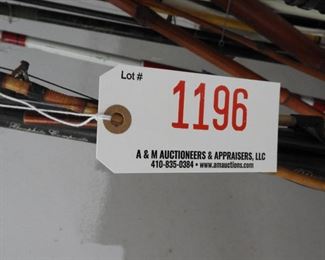 Lot #
1196
A & M AUCTIONEERS & APPRAISERS, LLC
410-835-0384 • www.amauctions.com